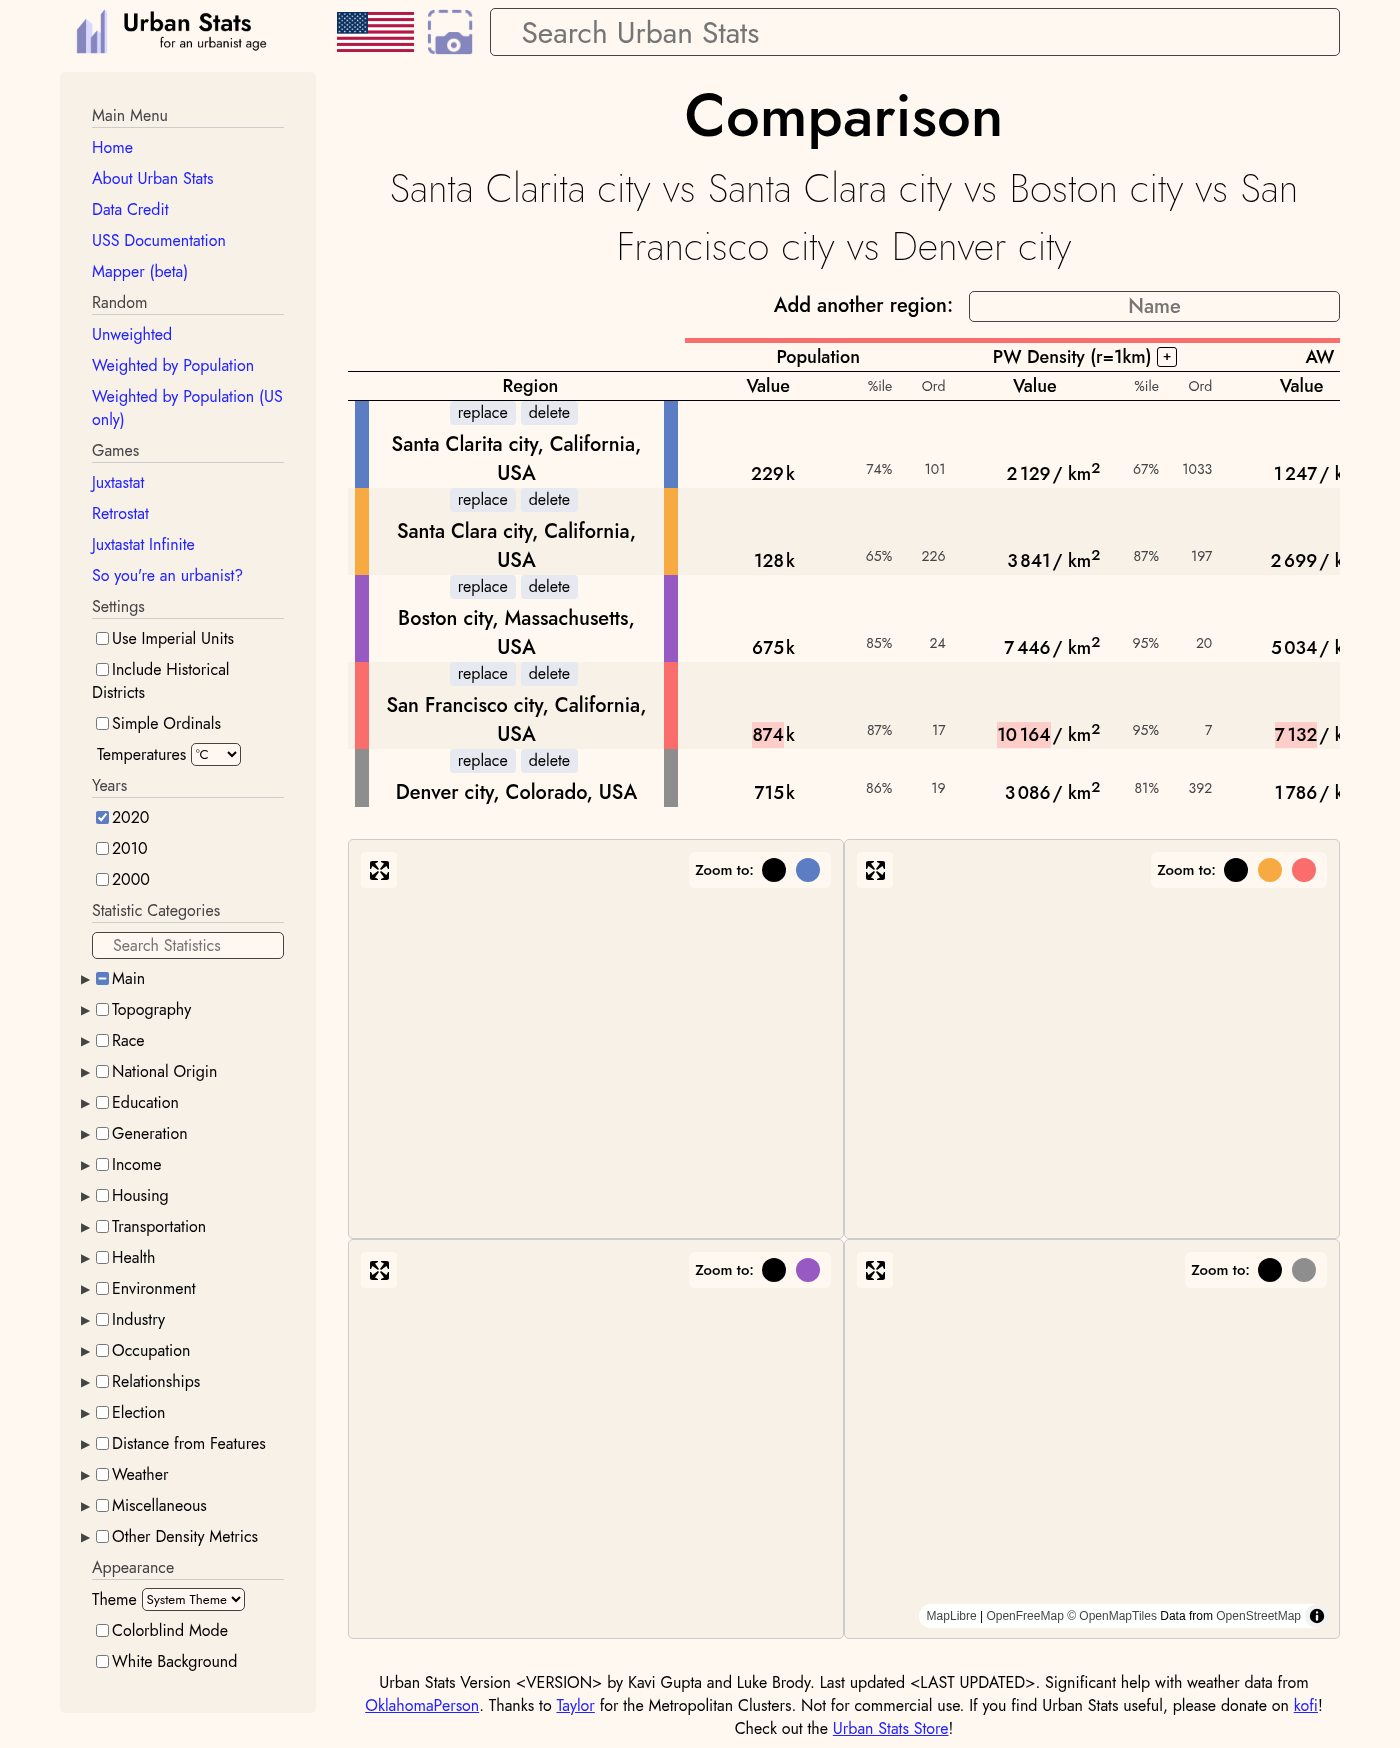 Urban Stats
for an urbanist age
Search Urban Stats
Main Menu
Home
About Urban Stats
Data Credit
USS Documentation
Mapper (beta)
Random
Unweighted
Weighted by Population
Weighted by Population (US
only)
Games
Juxtastat
Retrostat
Juxtastat Infinite
So you're an urbanist?
Settings
Use Imperial Units
Include Historical
Districts
Simple Ordinals
Temperatures °C
Years
2020
2010
2000
Statistic Categories
Search Statistics
Main
Topography
Race
National Origin
Education
Generation
Income
Housing
Transportation
Health
Environment
Industry
Occupation
Relationships
Election
Distance from Features
Weather
Miscellaneous
Other Density Metrics
Appearance
Theme System Theme
Colorblind Mode
White Background
Comparison
Santa Clarita city vs Santa Clara city vs Boston city vs San
Francisco city vs Denver city
Add another region: Name
Population PW Density (r=1km) + AW
Region Value %ile Ord Value %ile Ord Value
replace delete
Santa Clarita city, California,
USA 229k 74% 101 2 129 / km² 67% 1033 1 247 / k
replace delete
Santa Clara city, California,
USA 128k 65% 226 3 841 / km² 87% 197 2 699 / k
replace delete
Boston city, Massachusetts,
USA 675k 85% 24 7 446 / km² 95% 20 5 034 / k
replace delete
San Francisco city, California,
USA 874k 87% 17 10 164 / km² 95% 7 7 132 / k
replace delete
Denver city, Colorado, USA 715k 86% 19 3 086 / km² 81% 392 1 786 / k
Zoom to:
Zoom to:
Zoom to:
Zoom to:
MapLibre | OpenFreeMap © OpenMapTiles Data from OpenStreetMap
Urban Stats Version <VERSION> by Kavi Gupta and Luke Brody. Last updated <LAST UPDATED>. Significant help with weather data from
OklahomaPerson. Thanks to Taylor for the Metropolitan Clusters. Not for commercial use. If you find Urban Stats useful, please donate on kofi!
Check out the Urban Stats Store!